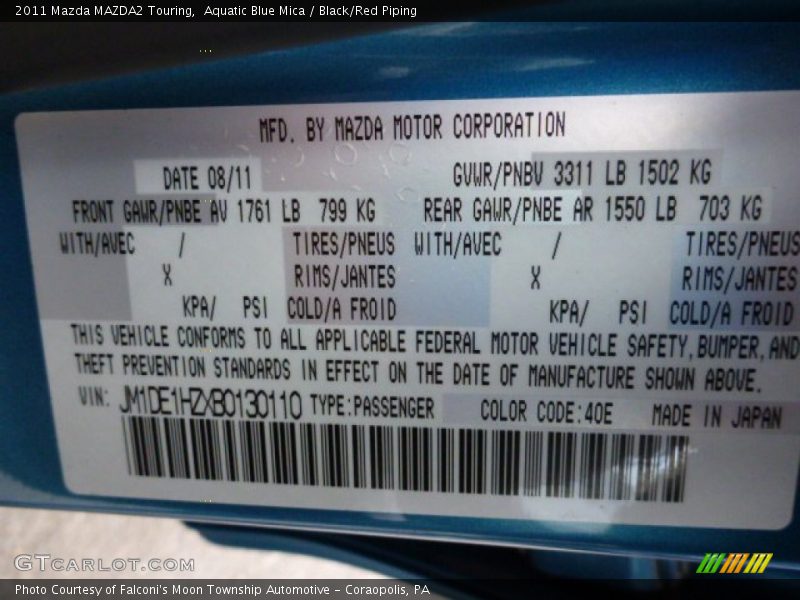 2011 Mazda MAZDA2 Touring,  Aquatic Blue Mica / Black/Red Piping
MFD. BY MAZDA MOTOR CORPORATION
DATE 08/11 GVWR/PNBV 3311 LB 1502 KG
FRONT GAWR/PNBE AV 1761 LB 799 KG REAR GAWR/PNBE AR 1550 LB 703 KG
WITH/AVEC / TIRES/PNEUS WITH/AVEC / TIRES/PNEUS
X RIMS/JANTES X RIMS/JANTES
KPA/ PSI COLD/A FROID KPA/ PSI COLD/A FROID
THIS VEHICLE CONFORMS TO ALL APPLICABLE FEDERAL MOTOR VEHICLE SAFETY, BUMPER, AND
THEFT PREVENTION STANDARDS IN EFFECT ON THE DATE OF MANUFACTURE SHOWN ABOVE.
VIN: JM1DE1HZXB0130110 TYPE:PASSENGER COLOR CODE:40E MADE IN JAPAN
GTCARLOT.COM
Photo Courtesy of Falconi's Moon Township Automotive - Coraopolis, PA